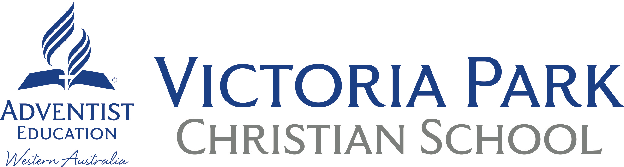 ADVENTIST
EDUCATION
Western Australia
VICTORIA PARK
CHRISTIAN SCHOOL